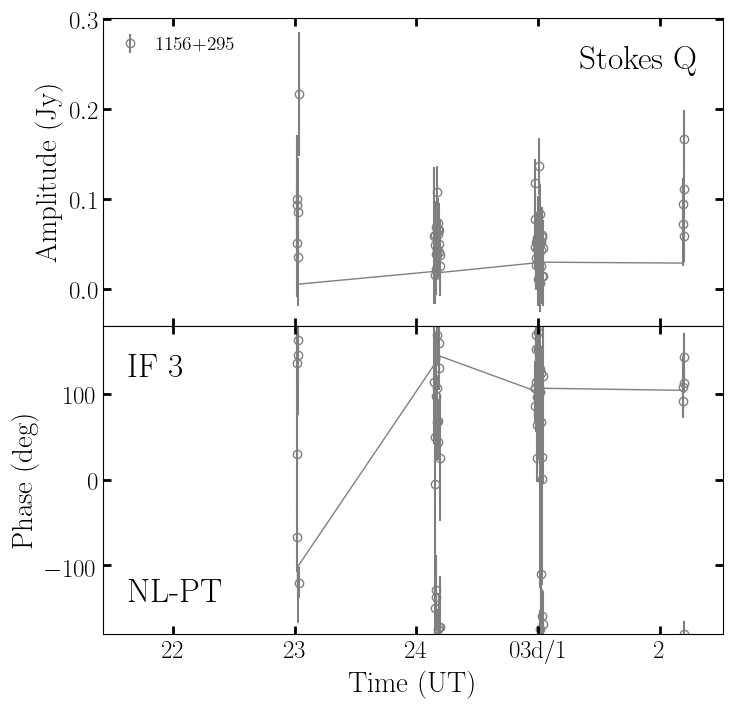 0.3
1156+295
Stokes Q
0.2
Amplitude (Jy)
0.1
0.0
IF 3
100
Phase (deg)
0
−100
NL-PT
22 23 24 03d/1 2
Time (UT)